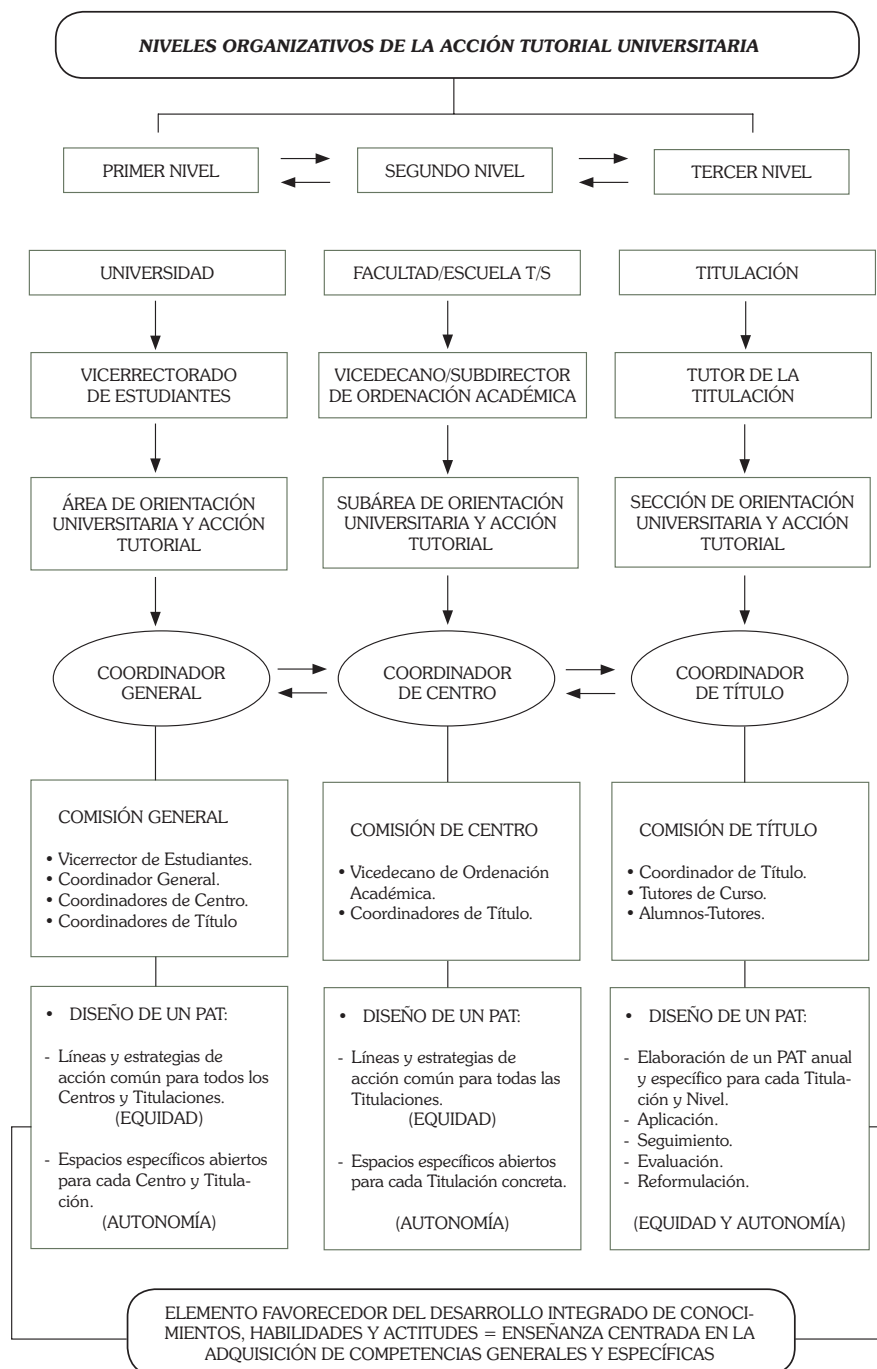 NIVELES ORGANIZATIVOS DE LA ACCIÓN TUTORIAL UNIVERSITARIA
PRIMER NIVEL
SEGUNDO NIVEL
TERCER NIVEL
UNIVERSIDAD
FACULTAD/ESCUELA T/S
TITULACIÓN
VICERRECTORADO
DE ESTUDIANTES
VICEDECANO/SUBDIRECTOR
DE ORDENACIÓN ACADÉMICA
TUTOR DE LA
TITULACIÓN
ÁREA DE ORIENTACIÓN
UNIVERSITARIA Y ACCIÓN
TUTORIAL
SUBÁREA DE ORIENTACIÓN
UNIVERSITARIA Y ACCIÓN
TUTORIAL
SECCIÓN DE ORIENTACIÓN
UNIVERSITARIA Y ACCIÓN
TUTORIAL
COORDINADOR
GENERAL
COORDINADOR
DE CENTRO
COORDINADOR
DE TÍTULO
COMISIÓN GENERAL
• Vicerrector de Estudiantes.
• Coordinador General.
• Coordinadores de Centro.
• Coordinadores de Título
COMISIÓN DE CENTRO
• Vicedecano de Ordenación
Académica.
• Coordinadores de Título.
COMISIÓN DE TÍTULO
• Coordinador de Título.
• Tutores de Curso.
• Alumnos-Tutores.
• DISEÑO DE UN PAT:
- Líneas y estrategias de
acción común para todos los
Centros y Titulaciones.
(EQUIDAD)
- Espacios específicos abiertos
para cada Centro y Titula-
ción.
(AUTONOMÍA)
• DISEÑO DE UN PAT:
- Líneas y estrategias de
acción común para todas las
Titulaciones.
(EQUIDAD)
- Espacios específicos abiertos
para cada Titulación concreta.
(AUTONOMÍA)
• DISEÑO DE UN PAT:
- Elaboración de un PAT anual
y específico para cada Titula-
ción y Nivel.
- Aplicación.
- Seguimiento.
- Evaluación.
- Reformulación.
(EQUIDAD Y AUTONOMÍA)
ELEMENTO FAVORECEDOR DEL DESARROLLO INTEGRADO DE CONOCI-
MIENTOS, HABILIDADES Y ACTITUDES = ENSEÑANZA CENTRADA EN LA
ADQUISICIÓN DE COMPETENCIAS GENERALES Y ESPECÍFICAS